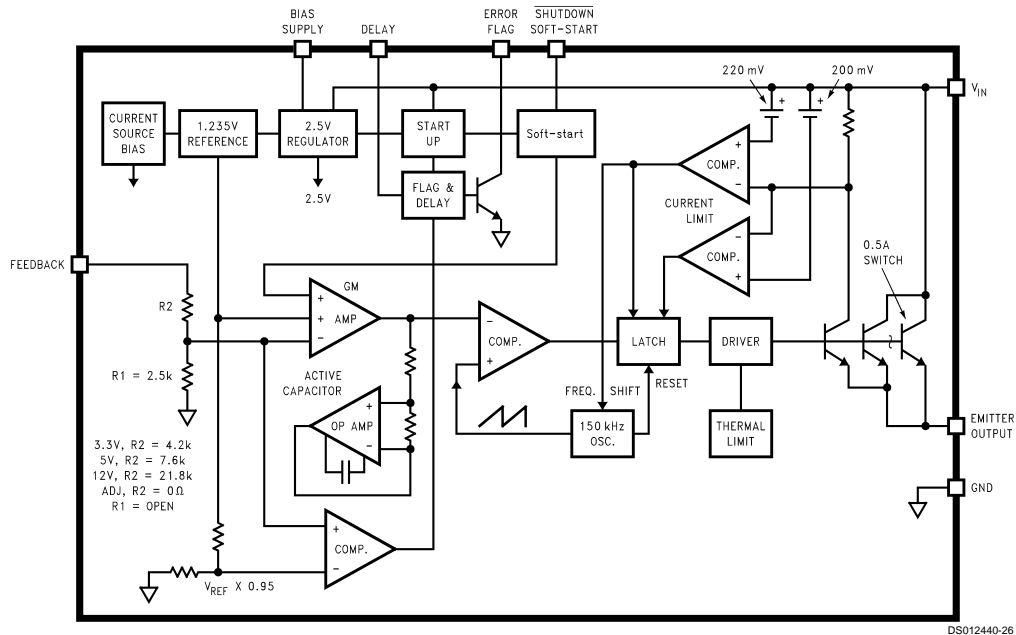 BIAS
SUPPLY
DELAY
ERROR
FLAG
SHUTDOWN
SOFT-START
220 mV
200 mV
+
+
V_IN
CURRENT
SOURCE
BIAS
1.235V
REFERENCE
2.5V
REGULATOR
START
UP
Soft-start
+
COMP.
−
2.5V
FLAG &
DELAY
CURRENT
LIMIT
−
COMP.
+
0.5A
SWITCH
FEEDBACK
R2
GM
+
+
AMP
−
−
COMP.
+
LATCH
DRIVER
R1 = 2.5k
ACTIVE
CAPACITOR
+
OP AMP
−
FREQ. SHIFT
RESET
150 kHz
OSC.
THERMAL
LIMIT
EMITTER
OUTPUT
3.3V, R2 = 4.2k
5V, R2 = 7.6k
12V, R2 = 21.8k
ADJ, R2 = 0Ω
R1 = OPEN
GND
+
COMP.
−
V_REF X 0.95
DS012440-26